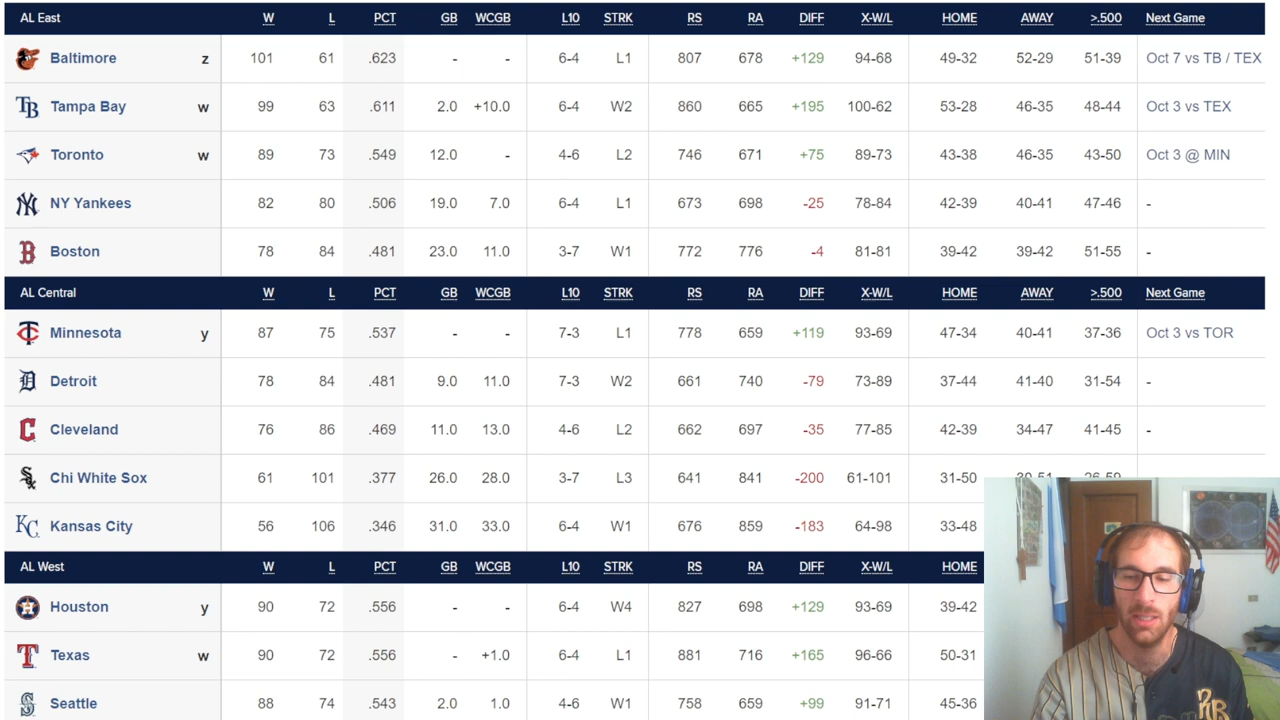 AL East W L PCT GB WCGB L10 STRK RS RA DIFF X-W/L HOME AWAY >.500 Next Game
Baltimore z 101 61 .623 - - 6-4 L1 807 678 +129 94-68 49-32 52-29 51-39 Oct 7 vs TB / TEX
Tampa Bay w 99 63 .611 2.0 +10.0 6-4 W2 860 665 +195 100-62 53-28 46-35 48-44 Oct 3 vs TEX
Toronto w 89 73 .549 12.0 - 4-6 L2 746 671 +75 89-73 43-38 46-35 43-50 Oct 3 @ MIN
NY Yankees 82 80 .506 19.0 7.0 6-4 L1 673 698 -25 78-84 42-39 40-41 47-46 -
Boston 78 84 .481 23.0 11.0 3-7 W1 772 776 -4 81-81 39-42 39-42 51-55 -
AL Central W L PCT GB WCGB L10 STRK RS RA DIFF X-W/L HOME AWAY >.500 Next Game
Minnesota y 87 75 .537 - - 7-3 L1 778 659 +119 93-69 47-34 40-41 37-36 Oct 3 vs TOR
Detroit 78 84 .481 9.0 11.0 7-3 W2 661 740 -79 73-89 37-44 41-40 31-54 -
Cleveland 76 86 .469 11.0 13.0 4-6 L2 662 697 -35 77-85 42-39 34-47 41-45 -
Chi White Sox 61 101 .377 26.0 28.0 3-7 L3 641 841 -200 61-101 31-50
Kansas City 56 106 .346 31.0 33.0 6-4 W1 676 859 -183 64-98 33-48
AL West W L PCT GB WCGB L10 STRK RS RA DIFF X-W/L HOME
Houston y 90 72 .556 - - 6-4 W4 827 698 +129 93-69 39-42
Texas w 90 72 .556 - +1.0 6-4 L1 881 716 +165 96-66 50-31
Seattle 88 74 .543 2.0 1.0 4-6 W1 758 659 +99 91-71 45-36